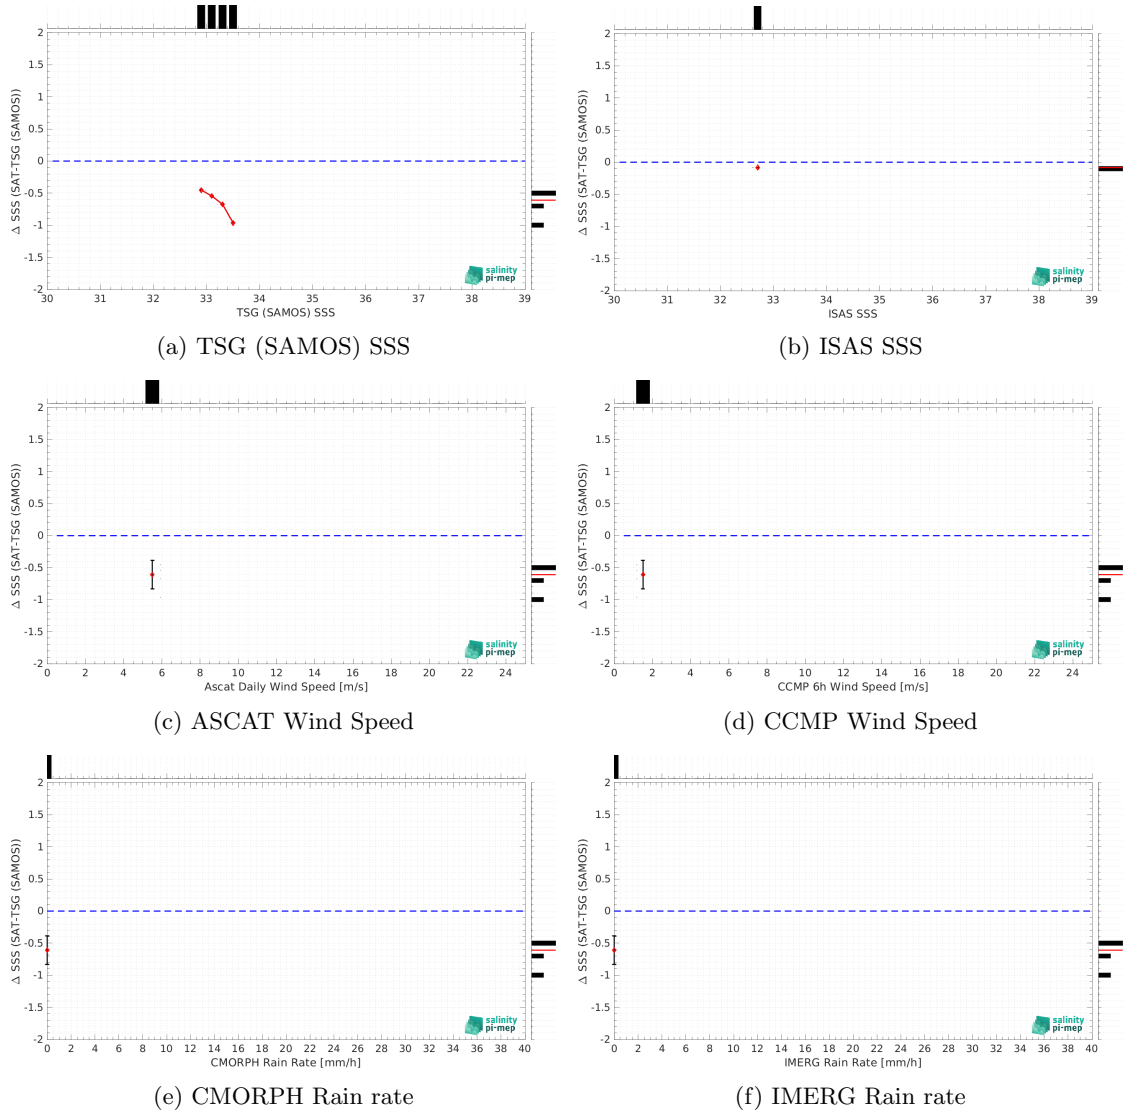 2
1.5
1
0.5
0
-0.5
-1
-1.5
-2
Δ SSS (SAT-TSG (SAMOS))
30 31 32 33 34 35 36 37 38 39
TSG (SAMOS) SSS
salinity
pi-mep
(a) TSG (SAMOS) SSS
2
1.5
1
0.5
0
-0.5
-1
-1.5
-2
Δ SSS (SAT-TSG (SAMOS))
30 31 32 33 34 35 36 37 38 39
ISAS SSS
salinity
pi-mep
(b) ISAS SSS
2
1.5
1
0.5
0
-0.5
-1
-1.5
-2
Δ SSS (SAT-TSG (SAMOS))
0 2 4 6 8 10 12 14 16 18 20 22
Ascat Daily Wind Speed [m/s]
salinity
pi-mep
(c) ASCAT Wind Speed
2
1.5
1
0.5
0
-0.5
-1
-1.5
-2
Δ SSS (SAT-TSG (SAMOS))
0 2 4 6 8 10 12 14 16 18 20 22 24
CCMP 6h Wind Speed [m/s]
salinity
pi-mep
(d) CCMP Wind Speed
2
1.5
1
0.5
0
-0.5
-1
-1.5
-2
Δ SSS (SAT-TSG (SAMOS))
0 2 4 6 8 10 12 14 16 18 20 22 24 26 28 30 32 34 36 38 40
CMORPH Rain Rate [mm/h]
salinity
pi-mep
(e) CMORPH Rain rate
2
1.5
1
0.5
0
-0.5
-1
-1.5
-2
Δ SSS (SAT-TSG (SAMOS))
0 2 4 6 8 10 12 14 16 18 20 22 24 26 28 30 32 34 36 38 40
IMERG Rain Rate [mm/h]
salinity
pi-mep
(f) IMERG Rain rate